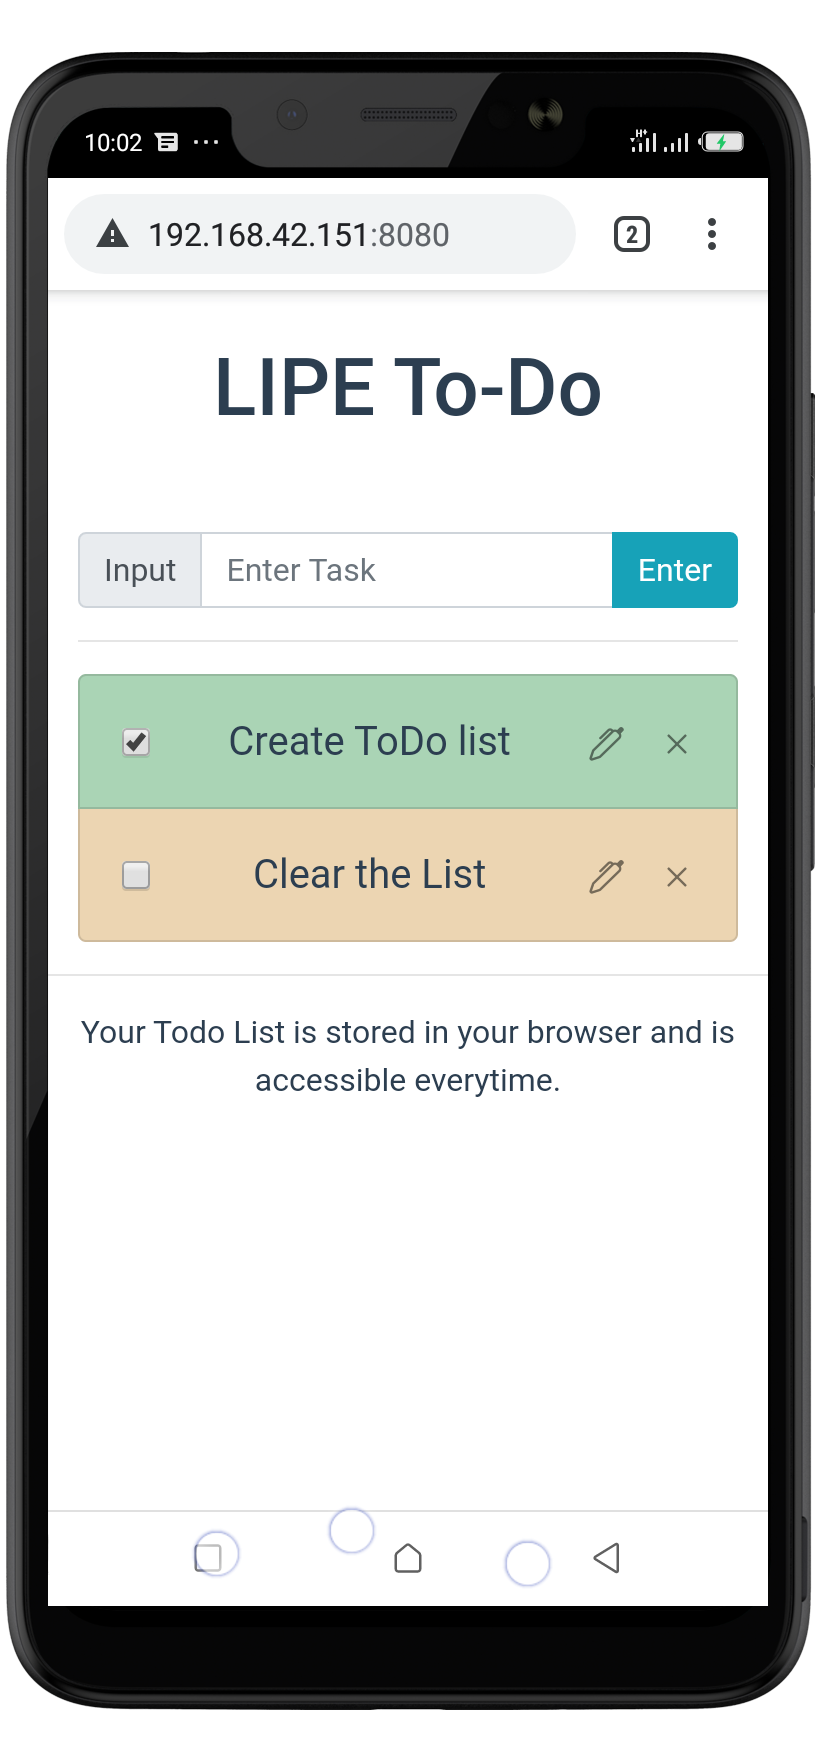 10:02
H+
192.168.42.151:8080
2
LIPE To-Do
Input Enter Task Enter
Create ToDo list
Clear the List
Your Todo List is stored in your browser and is
accessible everytime.